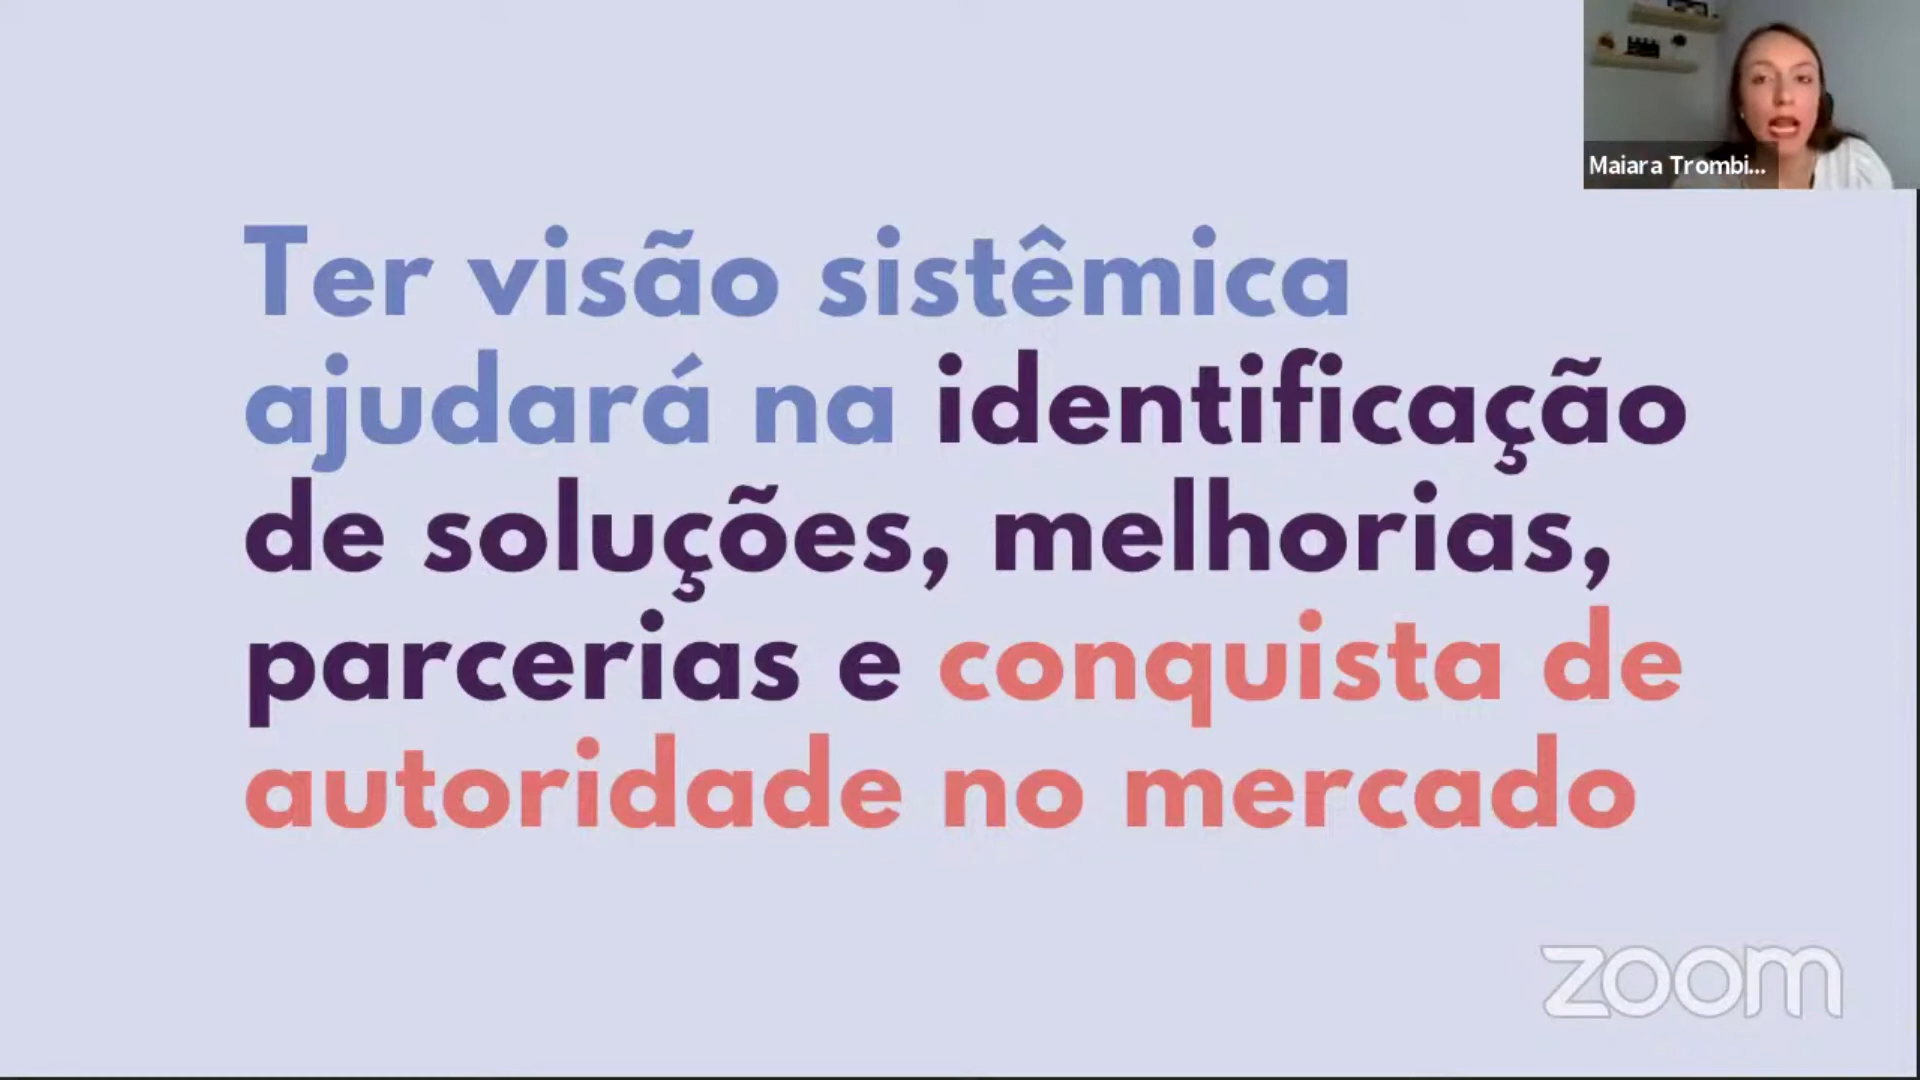 Maiara Trombi...
Ter visão sistêmica
ajudará na identificação
de soluções, melhorias,
parcerias e conquista de
autoridade no mercado
zoom